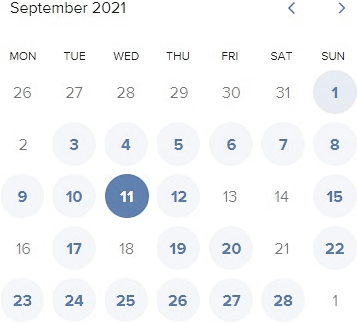 September 2021
MON TUE WED THU FRI SAT SUN
26 27 28 29 30 31 1
2 3 4 5 6 7 8
9 10 11 12 13 14 15
16 17 18 19 20 21 22
23 24 25 26 27 28 1